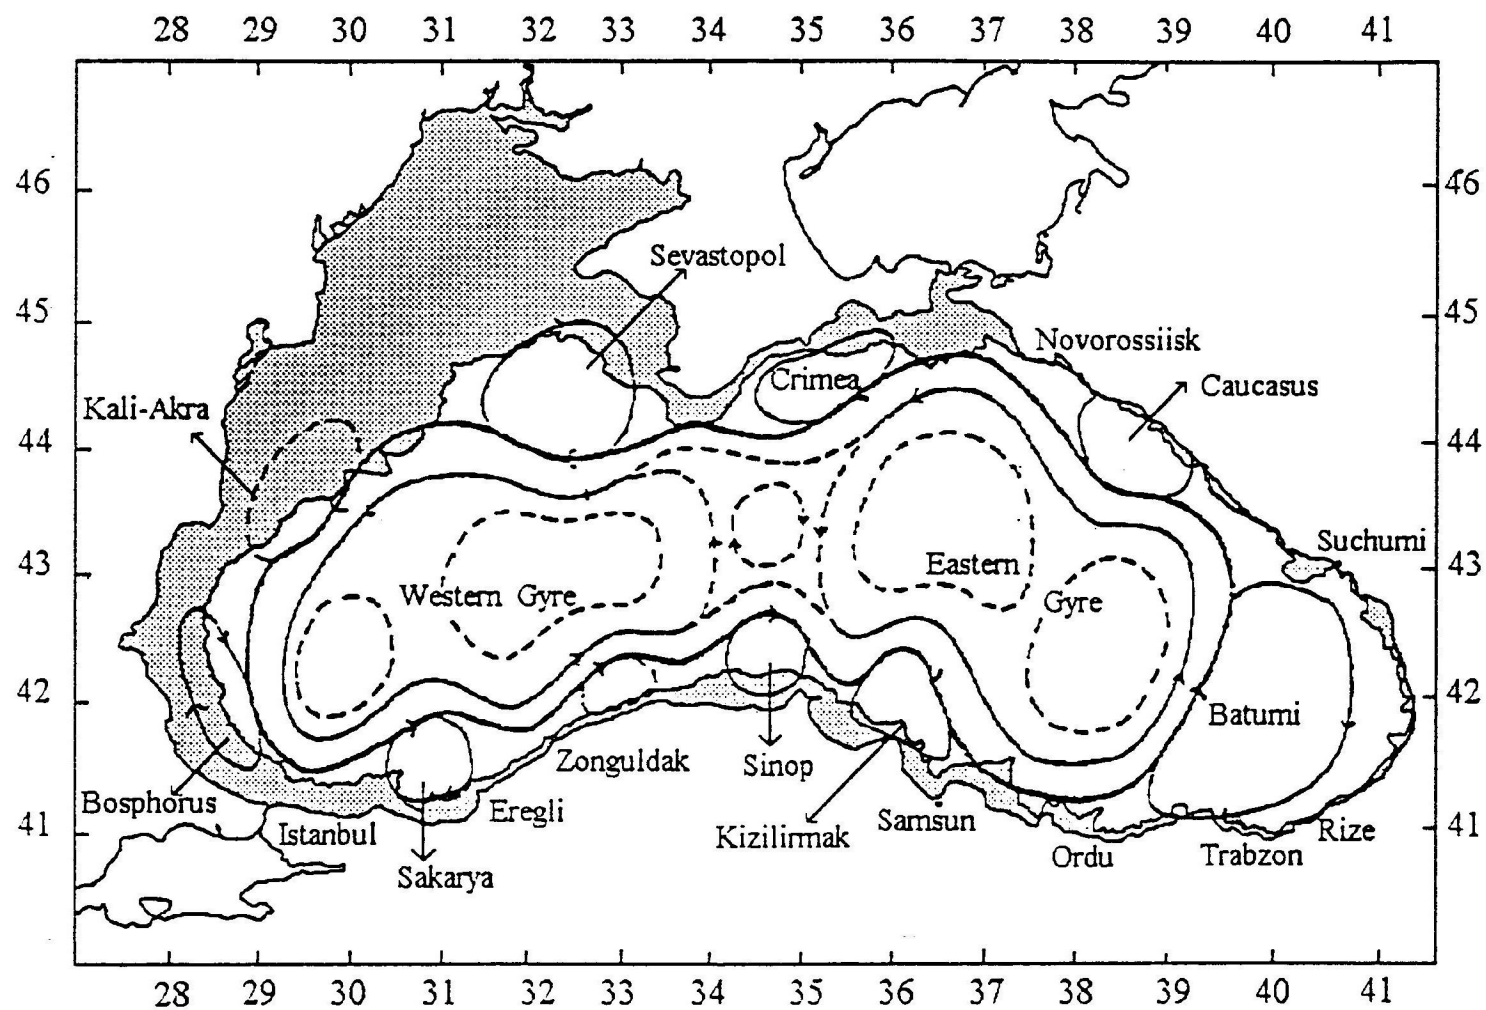 28 29 30 31 32 33 34 35 36 37 38 39 40 41
46 46
Sevastopol
45 45
Novorossiisk
Crimea
Caucasus
Kali-Akra
44 44
Suchumi
43 43
Eastern
Western Gyre
Gyre
42 42
Batumi
Zonguldak
Sinop
Bosphorus
Eregli
Samsun
41 41
Istanbul
Kizilirmak
Rize
Ordu
Trabzon
Sakarya
28 29 30 31 32 33 34 35 36 37 38 39 40 41